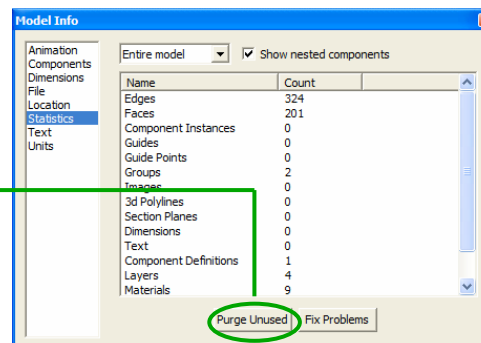 Model Info
Animation
Components
Dimensions
File
Location
Statistics
Text
Units
Entire model
Show nested components
Name Count
Edges 324
Faces 201
Component Instances 0
Guides 0
Guide Points 0
Groups 2
Images 0
3d Polylines 0
Section Planes 0
Dimensions 0
Text 0
Component Definitions 1
Layers 4
Materials 9
Purge Unused Fix Problems